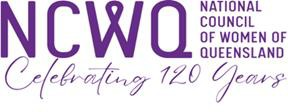 NCWQ
NATIONAL
COUNCIL
OF WOMEN OF
QUEENSLAND
Celebrating 120 Years